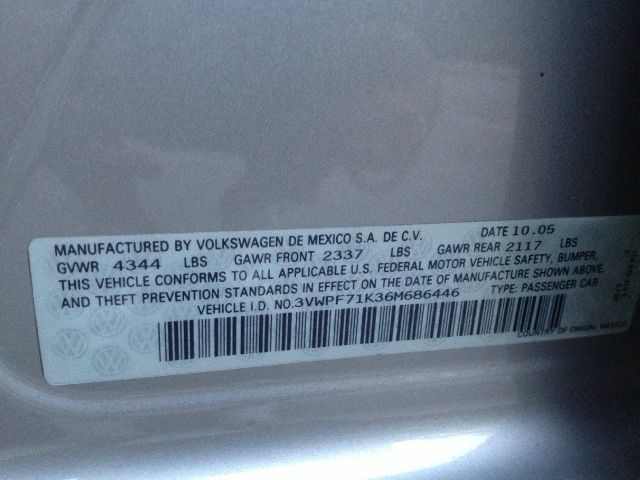 MANUFACTURED BY VOLKSWAGEN DE MEXICO S.A. DE C.V. DATE 10.05
GVWR 4344 LBS GAWR FRONT 2337 LBS GAWR REAR 2117 LBS
THIS VEHICLE CONFORMS TO ALL APPLICABLE U.S. FEDERAL MOTOR VEHICLE SAFETY, BUMPER,
AND THEFT PREVENTION STANDARDS IN EFFECT ON THE DATE OF MANUFACTURE SHOWN ABOVE.
VEHICLE I.D. NO.3VWPF71K36M686446 TYPE: PASSENGER CAR
COUNTRY OF ORIGIN: MEXICO